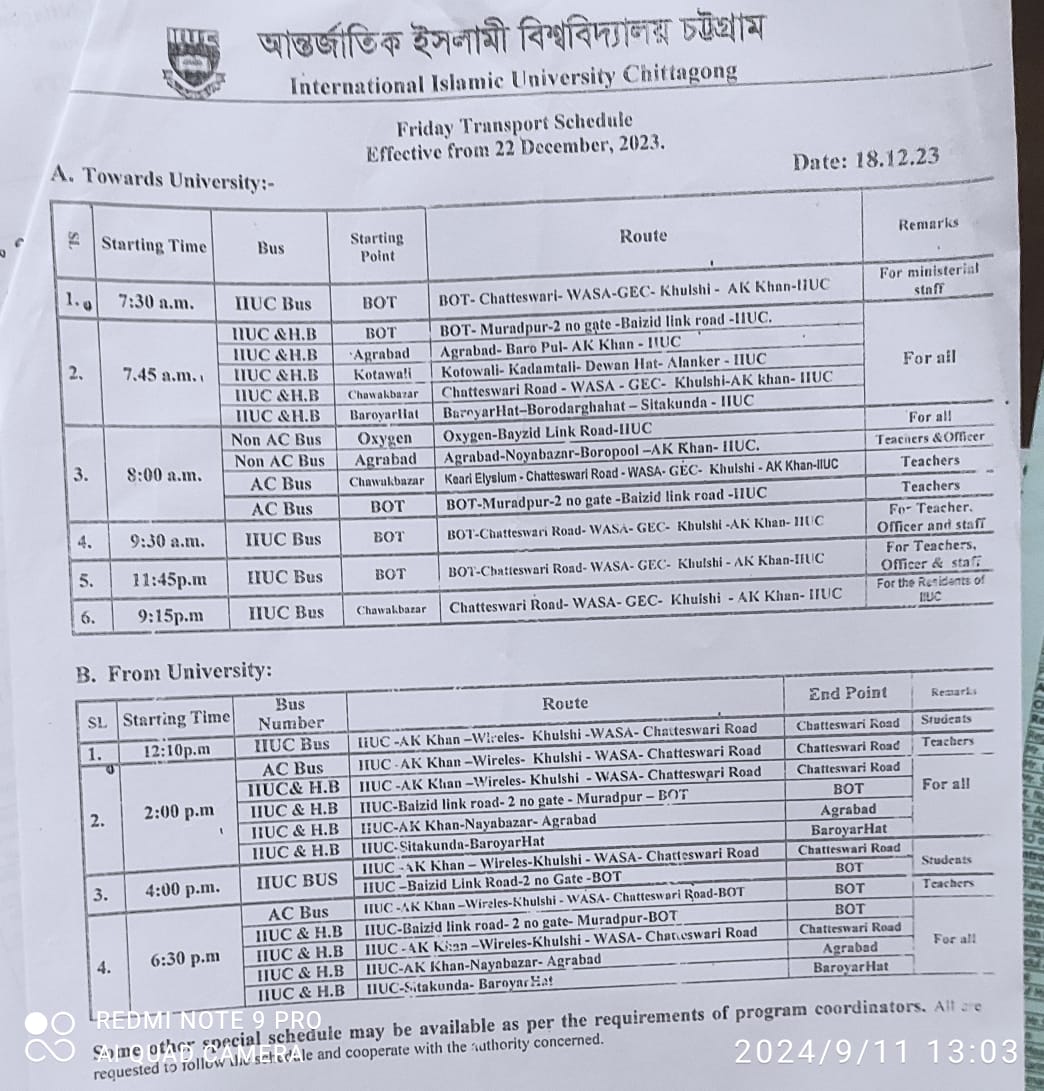 আন্তর্জাতিক ইসলামী বিশ্ববিদ্যালয় চট্টগ্রাম
International Islamic University Chittagong
Friday Transport Schedule
Effective from 22 December, 2023.
Date: 18.12.23
A. Towards University:-
SL Starting Time Bus Starting Point Route Remarks
1. 7:30 a.m. IIUC Bus BOT BOT- Chatteswari- WASA-GEC- Khulshi - AK Khan-IIUC For ministerial staff
2. 7.45 a.m. IIUC &H.B BOT BOT- Muradpur-2 no gate -Baizid link road -IIUC. For all
IIUC &H.B Agrabad Agrabad- Baro Pul- AK Khan - IIUC
IIUC &H.B Kotawali Kotowali- Kadamtali- Dewan Hat- Alanker - IIUC
IIUC &H.B Chawakbazar Chatteswari Road - WASA - GEC- Khulshi-AK khan- IIUC
IIUC &H.B BaroyarHat BaroyarHat–Borodarghahat – Sitakunda - IIUC
3. 8:00 a.m. Non AC Bus Oxygen Oxygen-Bayzid Link Road-IIUC For all
Non AC Bus Agrabad Agrabad-Noyabazar-Boropool –AK Khan- IIUC. Teachers &Officer
AC Bus Chawakbazar Keari Elysium - Chatteswari Road - WASA- GEC- Khulshi - AK Khan-IIUC Teachers
AC Bus BOT BOT-Muradpur-2 no gate -Baizid link road -IIUC Teachers
4. 9:30 a.m. IIUC Bus BOT BOT-Chatteswari Road- WASA- GEC- Khulshi -AK Khan- IIUC For Teacher, Officer and staff
5. 11:45p.m IIUC Bus BOT BOT-Chatteswari Road- WASA- GEC- Khulshi - AK Khan-IIUC For Teachers, Officer & staff
6. 9:15p.m IIUC Bus Chawakbazar Chatteswari Road- WASA- GEC- Khulshi - AK Khan- IIUC For the Residents of IIUC
B. From University:
SL Starting Time Bus Number Route End Point Remarks
1. 12:10p.m IIUC Bus IIUC -AK Khan –Wireles- Khulshi -WASA- Chatteswari Road Chatteswari Road Students
2. 2:00 p.m AC Bus IIUC -AK Khan –Wireles- Khulshi - WASA- Chatteswari Road Chatteswari Road Teachers
IIUC& H.B IIUC -AK Khan –Wireles- Khulshi - WASA- Chatteswari Road Chatteswari Road For all
IIUC & H.B IIUC-Baizid link road- 2 no gate - Muradpur – BOT BOT
IIUC & H.B IIUC-AK Khan-Nayabazar- Agrabad Agrabad
IIUC & H.B IIUC-Sitakunda-BaroyarHat BaroyarHat
3. 4:00 p.m. IIUC BUS IIUC -AK Khan – Wireles-Khulshi - WASA- Chatteswari Road Chatteswari Road Students
IIUC –Baizid Link Road-2 no Gate -BOT BOT
4. 6:30 p.m AC Bus IIUC -AK Khan –Wireles-Khulshi - WASA- Chatteswari Road-BOT BOT Teachers
IIUC & H.B IIUC-Baizid link road- 2 no gate- Muradpur-BOT BOT For all
IIUC & H.B IIUC -AK Khan –Wireles-Khulshi - WASA- Chatteswari Road Chatteswari Road
IIUC & H.B IIUC-AK Khan-Nayabazar- Agrabad Agrabad
IIUC & H.B IIUC-Sitakunda- BaroyarHat BaroyarHat
Some other special schedule may be available as per the requirements of program coordinators. All are
requested to follow the schedule and cooperate with the authority concerned.
REDMI NOTE 9 PRO
AI QUAD CAMERA
2024/9/11 13:03